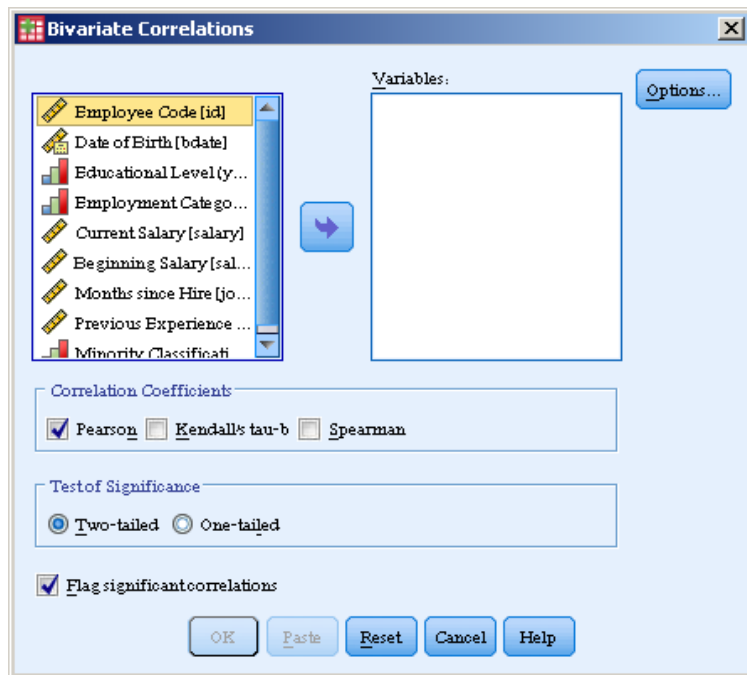 Bivariate Correlations
Variables:
Options...
Employee Code [id]
Date of Birth [bdate]
Educational Level (y...
Employment Catego...
Current Salary [salary]
Beginning Salary [sal...
Months since Hire [jo...
Previous Experience ...
Minority Classificati
Correlation Coefficients
Pearson Kendall's tau-b Spearman
Test of Significance
Two-tailed One-tailed
Flag significant correlations
OK Paste Reset Cancel Help